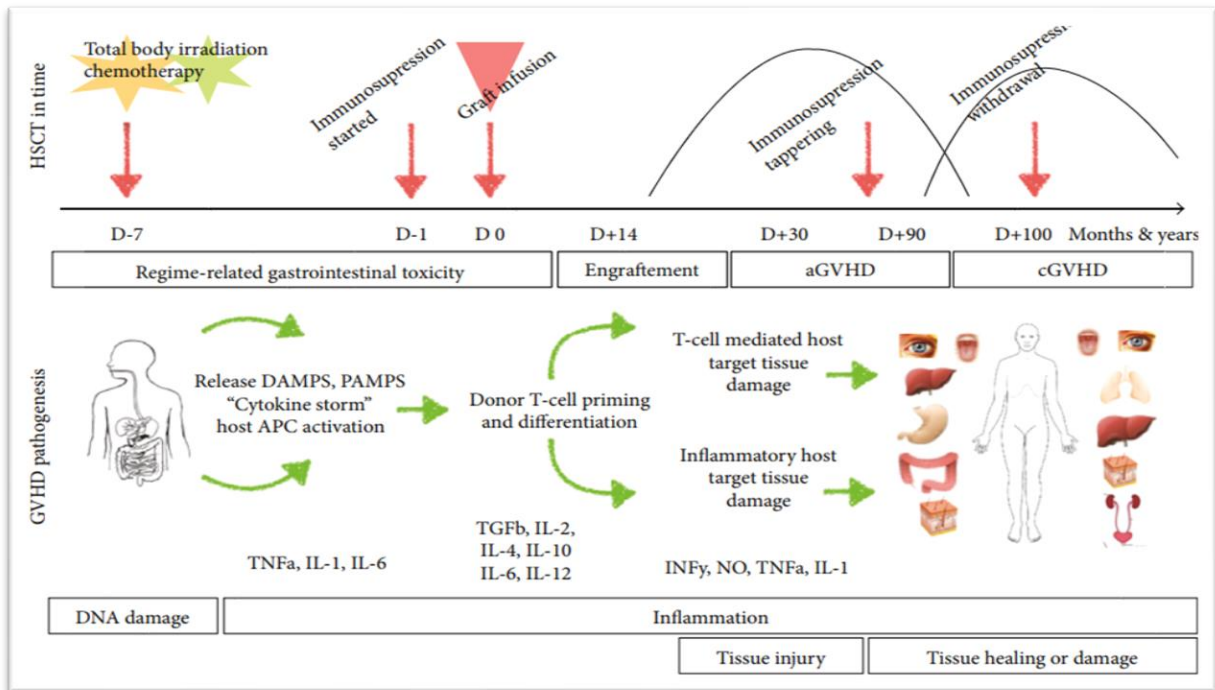 HSCT in time
Total body irradiation
chemotherapy
Immunosupression
started
Graft infusion
Immunosupression
tappering
Immunosupressi
withdrawal
D-7
D-1
D 0
D+14
D+30
D+90
D+100
Months & years
Regime-related gastrointestinal toxicity
Engraftement
aGVHD
cGVHD
GVHD pathogenesis
Release DAMPS, PAMPS
“Cytokine storm”
host APC activation
Donor T-cell priming
and differentiation
T-cell mediated host
target tissue
damage
Inflammatory host
target tissue
damage
TNFa, IL-1, IL-6
TGFb, IL-2,
IL-4, IL-10
IL-6, IL-12
INFy, NO, TNFa, IL-1
DNA damage
Inflammation
Tissue injury
Tissue healing or damage